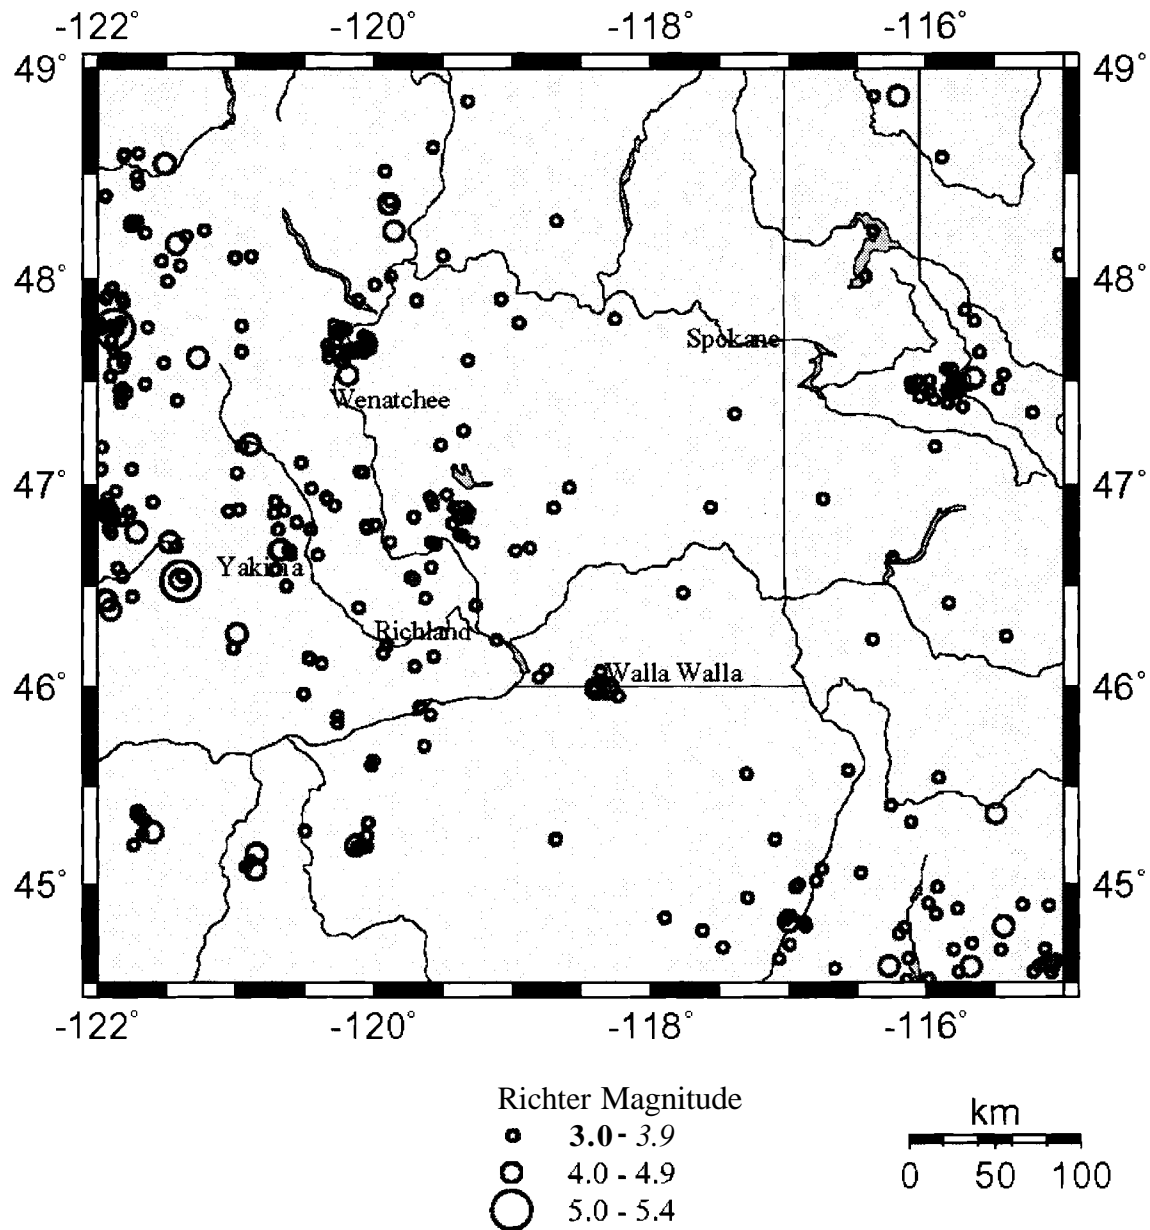 -122° -120° -118° -116°
49° 49°
48° 48°
Spokane
Wenatchee
47° 47°
Yakima
Richland
Walla Walla
46° 46°
45° 45°
-122° -120° -118° -116°
Richter Magnitude
3.0 - 3.9
4.0 - 4.9
5.0 - 5.4
km
0 50 100